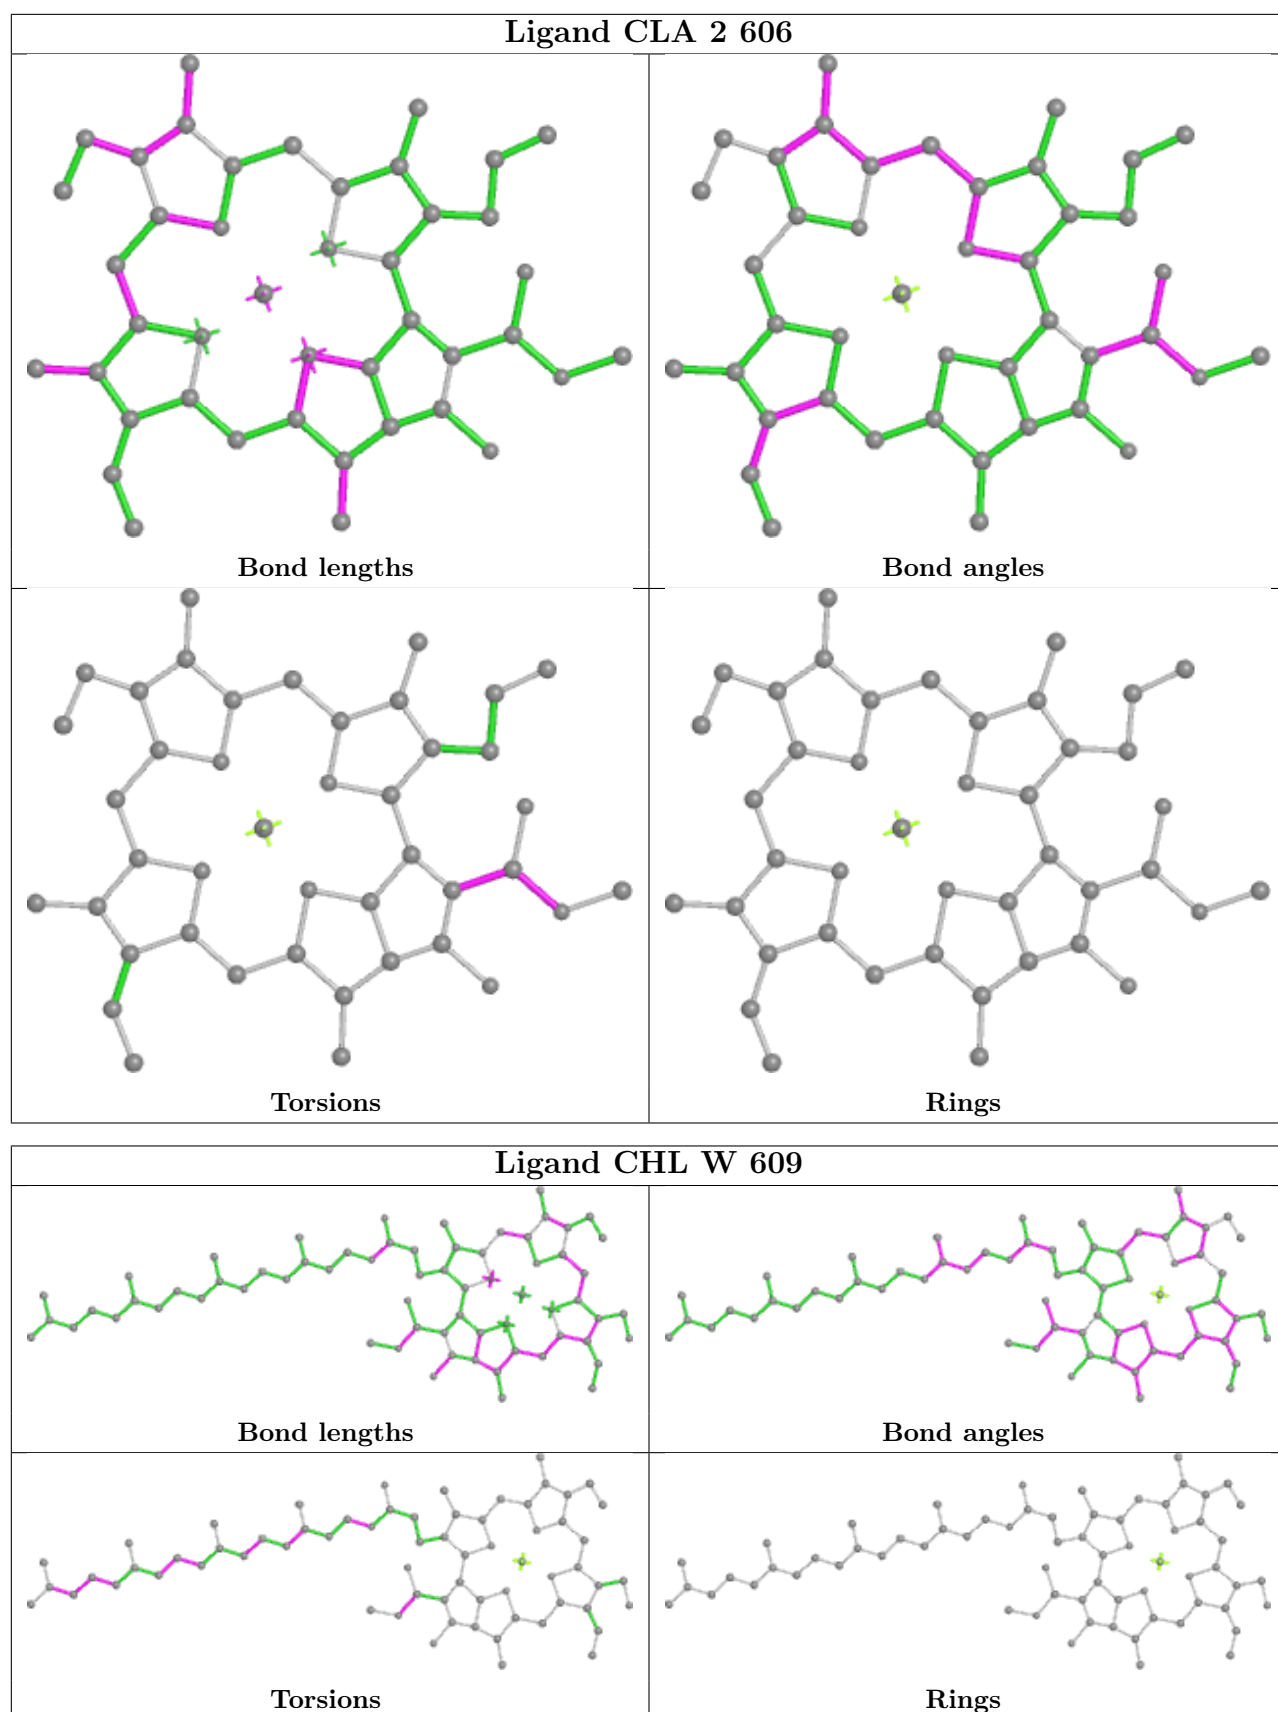 Ligand CLA 2 606
Bond lengths
Bond angles
Torsions
Rings
Ligand CHL W 609
Bond lengths
Bond angles
Torsions
Rings